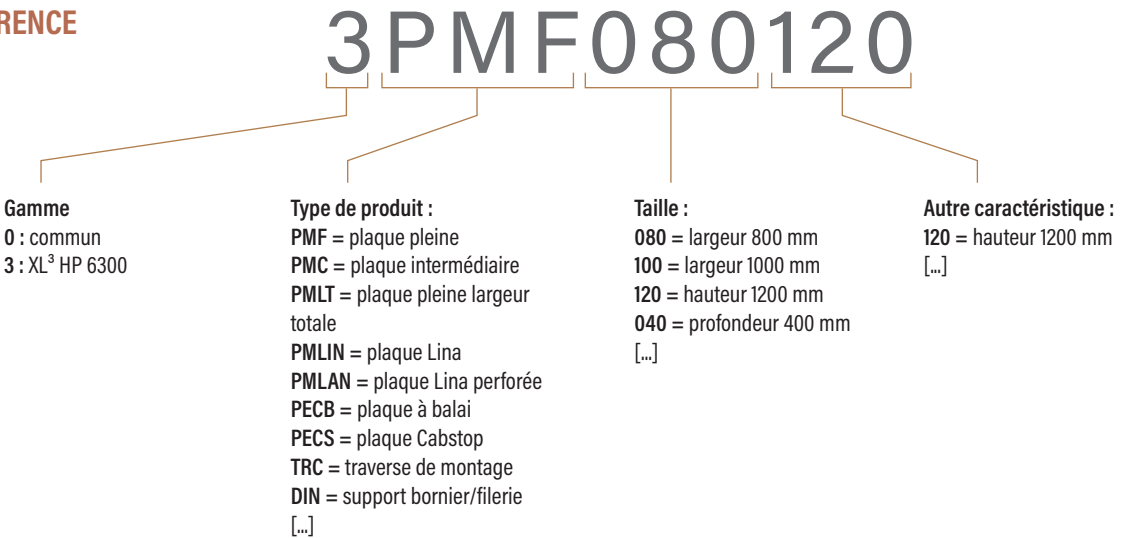 RENCE
3PMF080120
Gamme
0 : commun
3 : XL³ HP 6300
Type de produit :
PMF = plaque pleine
PMC = plaque intermédiaire
PMLT = plaque pleine largeur
totale
PMLIN = plaque Lina
PMLAN = plaque Lina perforée
PECB = plaque à balai
PECS = plaque Cabstop
TRC = traverse de montage
DIN = support bornier/filerie
[...]
Taille :
080 = largeur 800 mm
100 = largeur 1000 mm
120 = hauteur 1200 mm
040 = profondeur 400 mm
[...]
Autre caractéristique :
120 = hauteur 1200 mm
[...]